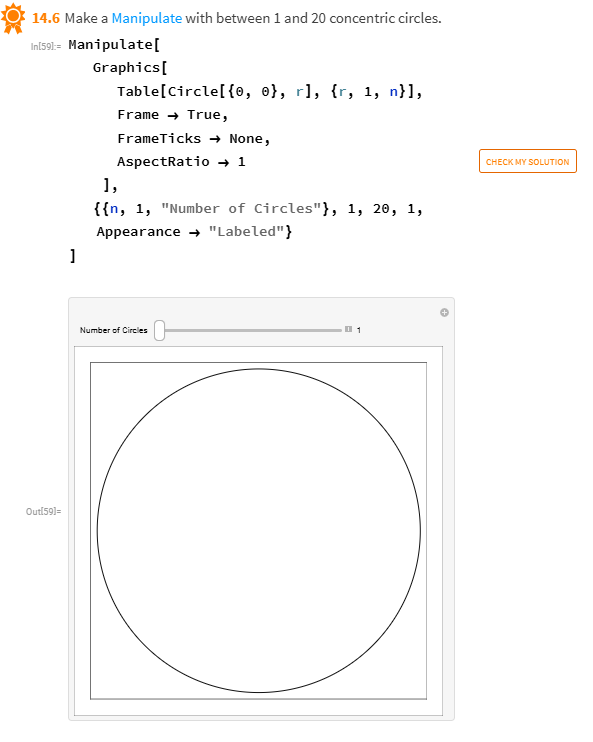 14.6 Make a Manipulate with between 1 and 20 concentric circles.
In[59]:= Manipulate[
Graphics[
Table[Circle[{0, 0}, r], {r, 1, n}],
Frame → True,
FrameTicks → None,
AspectRatio → 1
],
{{n, 1, "Number of Circles"}, 1, 20, 1,
Appearance → "Labeled"}
]
CHECK MY SOLUTION
Number of Circles 1
Out[59]=